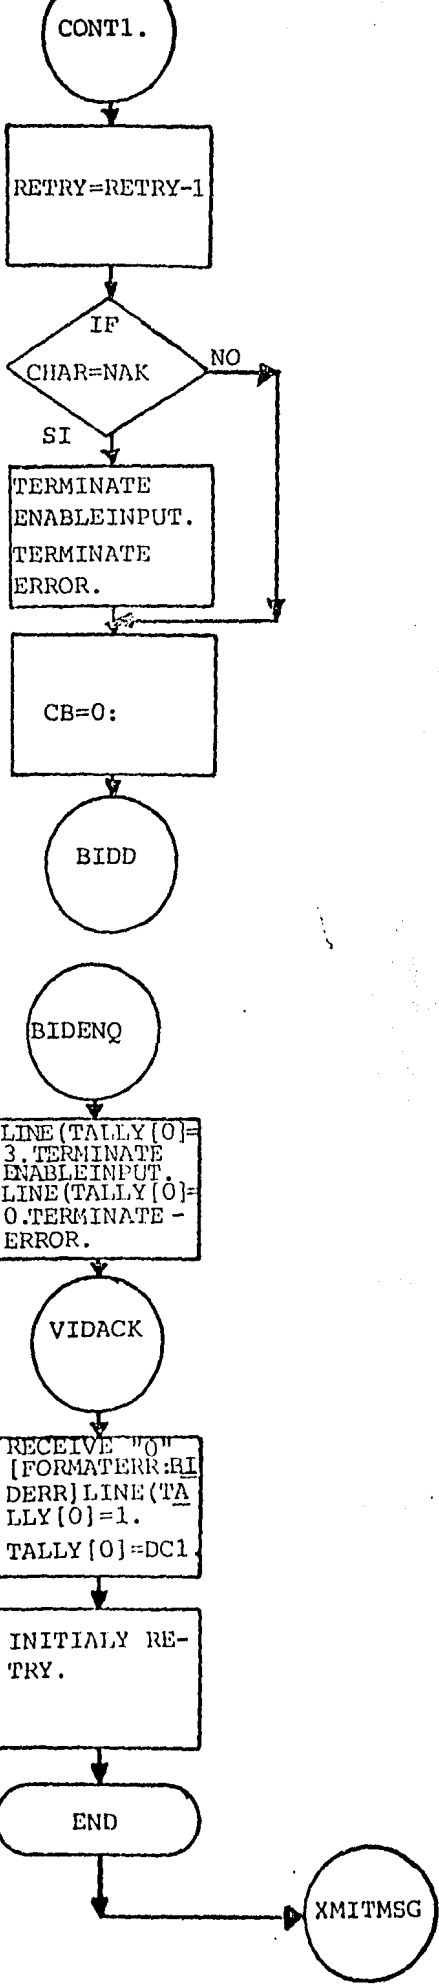 CONT1.
RETRY=RETRY-1
IF
CHAR=NAK
NO
SI
TERMINATE
ENABLEINPUT.
TERMINATE
ERROR.
CB=0:
BIDD
BIDENQ
LINE(TALLY[0]=
3.TERMINATE
ENABLEINPUT.
LINE(TALLY[0]=
0.TERMINATE-
ERROR.
VIDACK
RECEIVE "0"
[FORMATERR:BI
DERR]LINE(TA
LLY[0]=1.
TALLY[0]=DC1.
INITIALY RE-
TRY.
END
XMITMSG